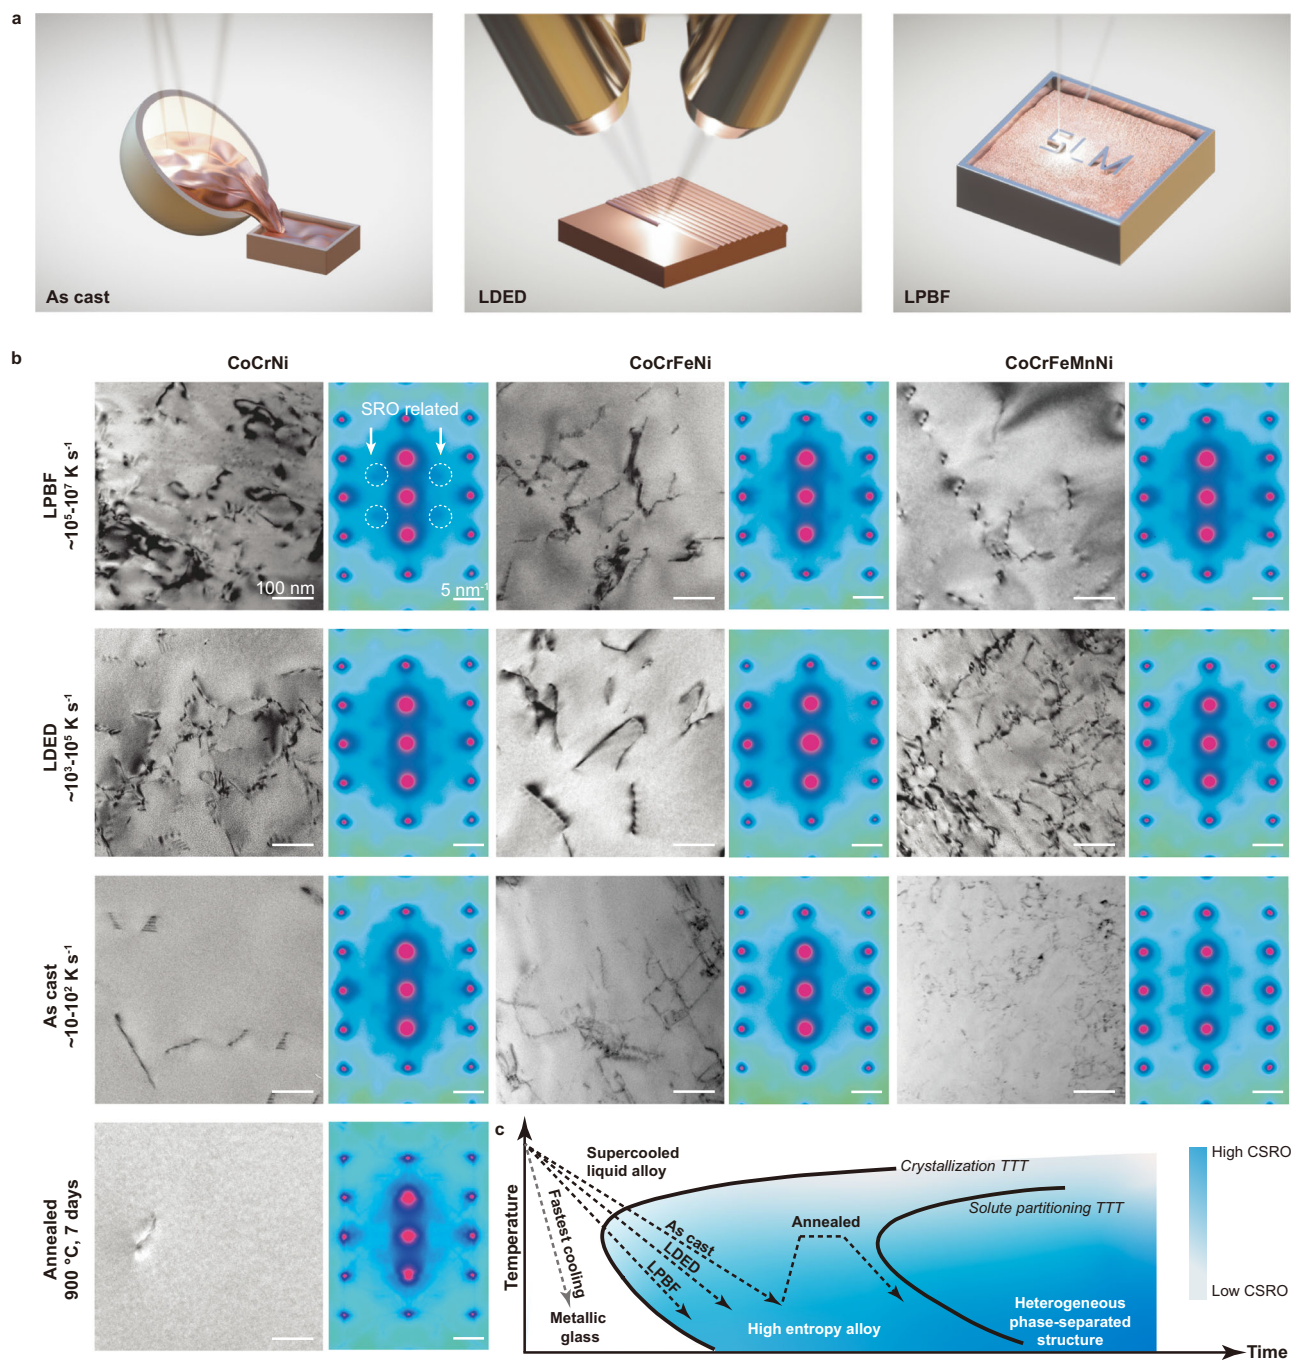 a
As cast
LDED
SLM
LPBF
b
CoCrNi
CoCrFeNi
CoCrFeMnNi
LPBF
~10⁵-10⁷ K s⁻¹
SRO related
100 nm
5 nm⁻¹
LDED
~10³-10⁵ K s⁻¹
As cast
~10-10² K s⁻¹
Annealed
900 °C, 7 days
c
Temperature
Supercooled
liquid alloy
Crystallization TTT
Solute partitioning TTT
Fastest cooling
As cast
LDED
LPBF
Annealed
Metallic
glass
High entropy alloy
Heterogeneous
phase-separated
structure
Time
High CSRO
Low CSRO